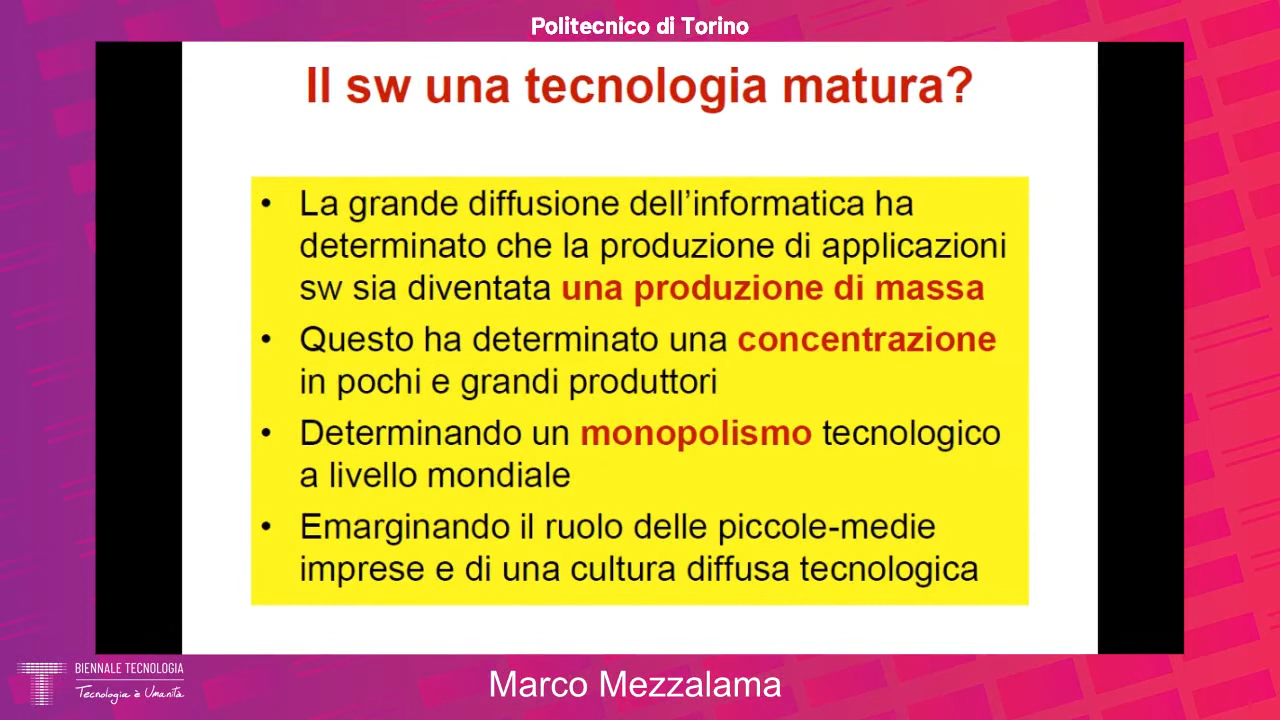 Politecnico di Torino
Il sw una tecnologia matura?
• La grande diffusione dell'informatica ha
determinato che la produzione di applicazioni
sw sia diventata una produzione di massa
• Questo ha determinato una concentrazione
in pochi e grandi produttori
• Determinando un monopolismo tecnologico
a livello mondiale
• Emarginando il ruolo delle piccole-medie
imprese e di una cultura diffusa tecnologica
BIENNALE TECNOLOGIA
Tecnologia è Umanità
Marco Mezzalama